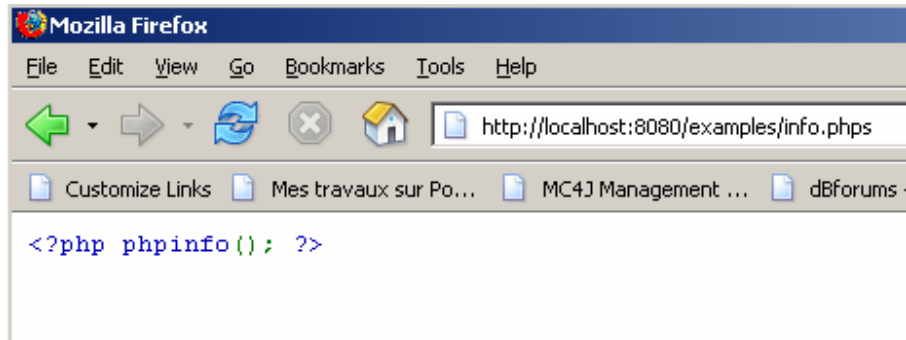 Mozilla Firefox
File Edit View Go Bookmarks Tools Help
http://localhost:8080/examples/info.phps
Customize Links Mes travaux sur Po... MC4J Management ... dBforums -
<?php phpinfo(); ?>